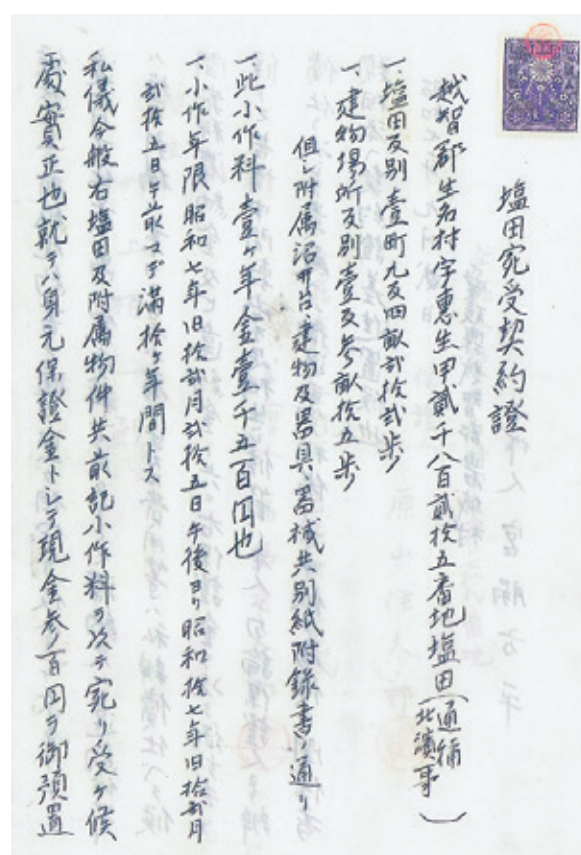 塩田宛受契約證
越智郡生名村字惠生甲貳千八百貳拾五番地塩田(通稱北濱事)
一、塩田反別壹町九反四畝貳拾弐歩
一、建物場所反別壹反参畝拾五歩
但シ附属沼井台建物及器具器械共別紙附録書ノ通リ
一、此小作料壹ヶ年金壹千五百円也
一、小作年限昭和七年旧拾弐月弐拾五日午後ヨリ昭和拾七年旧拾弐月
弐拾五日午前マデ満拾ヶ年間トス
私儀今般右塩田及附属物件共前記小作料ヲ以テ宛リ受ケ候
處實正也就テハ身元保證金トシテ現金参百円ヲ御預置